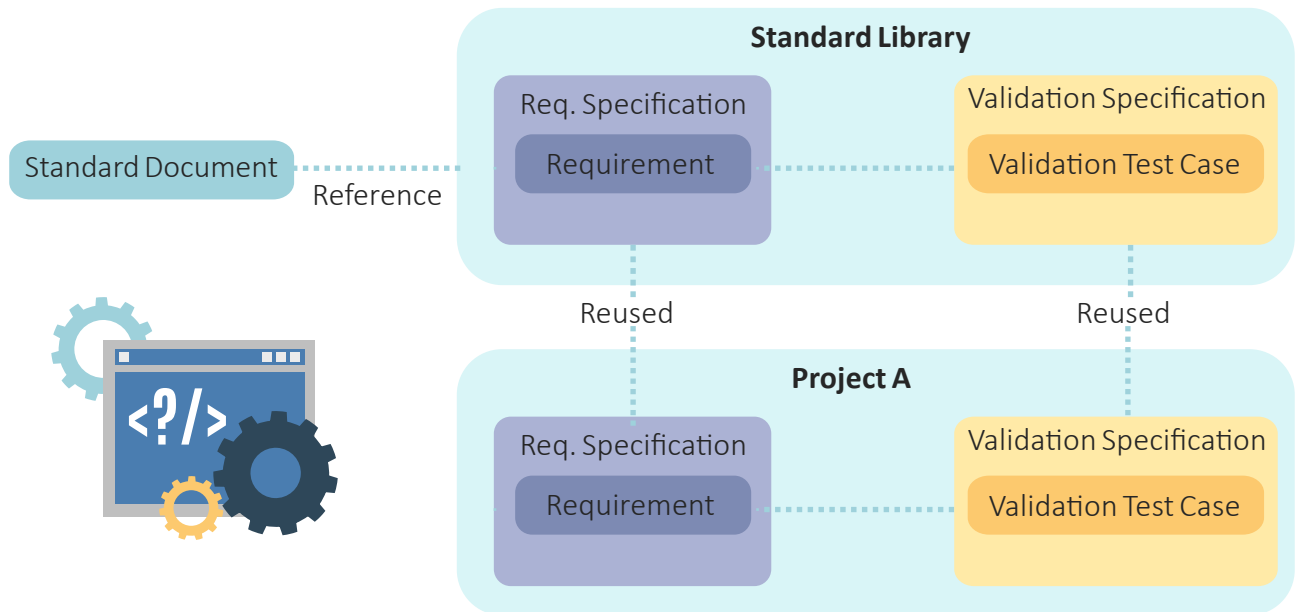 Standard Library
Req. Specification
Validation Specification
Standard Document
Requirement
Validation Test Case
Reference
Reused
Reused
Project A
<?/>
Req. Specification
Validation Specification
Requirement
Validation Test Case